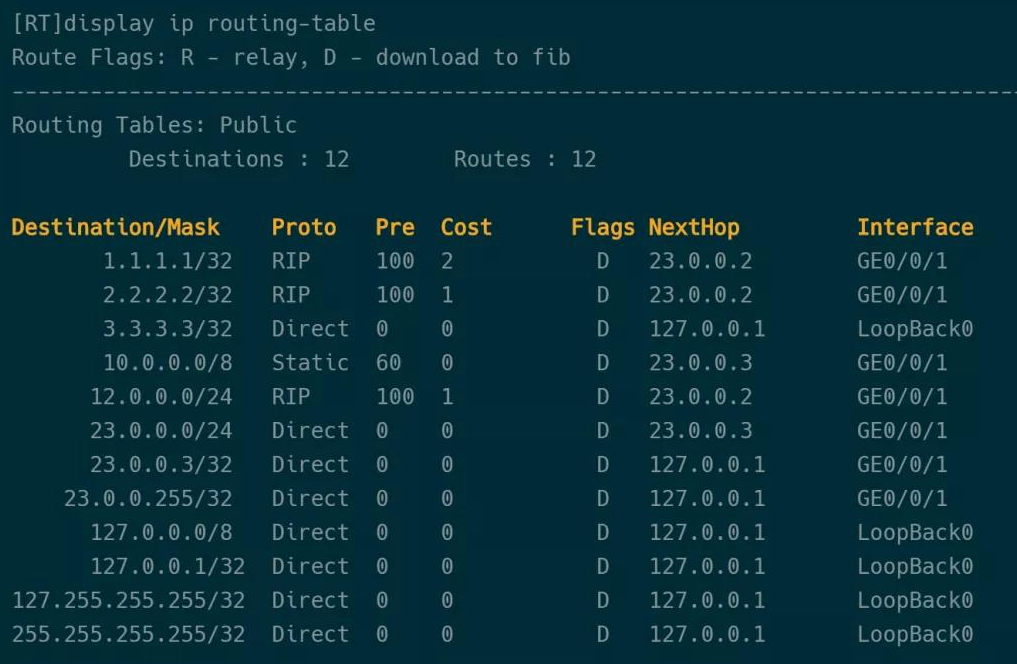 [RT]display ip routing-table
Route Flags: R - relay, D - download to fib
------------------------------------------------------------------------------
Routing Tables: Public
         Destinations : 12        Routes : 12
Destination/Mask    Proto   Pre  Cost      Flags NextHop         Interface
       1.1.1.1/32   RIP     100  2           D   23.0.0.2        GE0/0/1
       2.2.2.2/32   RIP     100  1           D   23.0.0.2        GE0/0/1
       3.3.3.3/32   Direct  0    0           D   127.0.0.1       LoopBack0
       10.0.0.0/8   Static  60   0           D   23.0.0.3        GE0/0/1
      12.0.0.0/24   RIP     100  1           D   23.0.0.2        GE0/0/1
      23.0.0.0/24   Direct  0    0           D   23.0.0.3        GE0/0/1
      23.0.0.3/32   Direct  0    0           D   127.0.0.1       GE0/0/1
    23.0.0.255/32   Direct  0    0           D   127.0.0.1       GE0/0/1
      127.0.0.0/8   Direct  0    0           D   127.0.0.1       LoopBack0
      127.0.0.1/32  Direct  0    0           D   127.0.0.1       LoopBack0
127.255.255.255/32  Direct  0    0           D   127.0.0.1       LoopBack0
255.255.255.255/32  Direct  0    0           D   127.0.0.1       LoopBack0